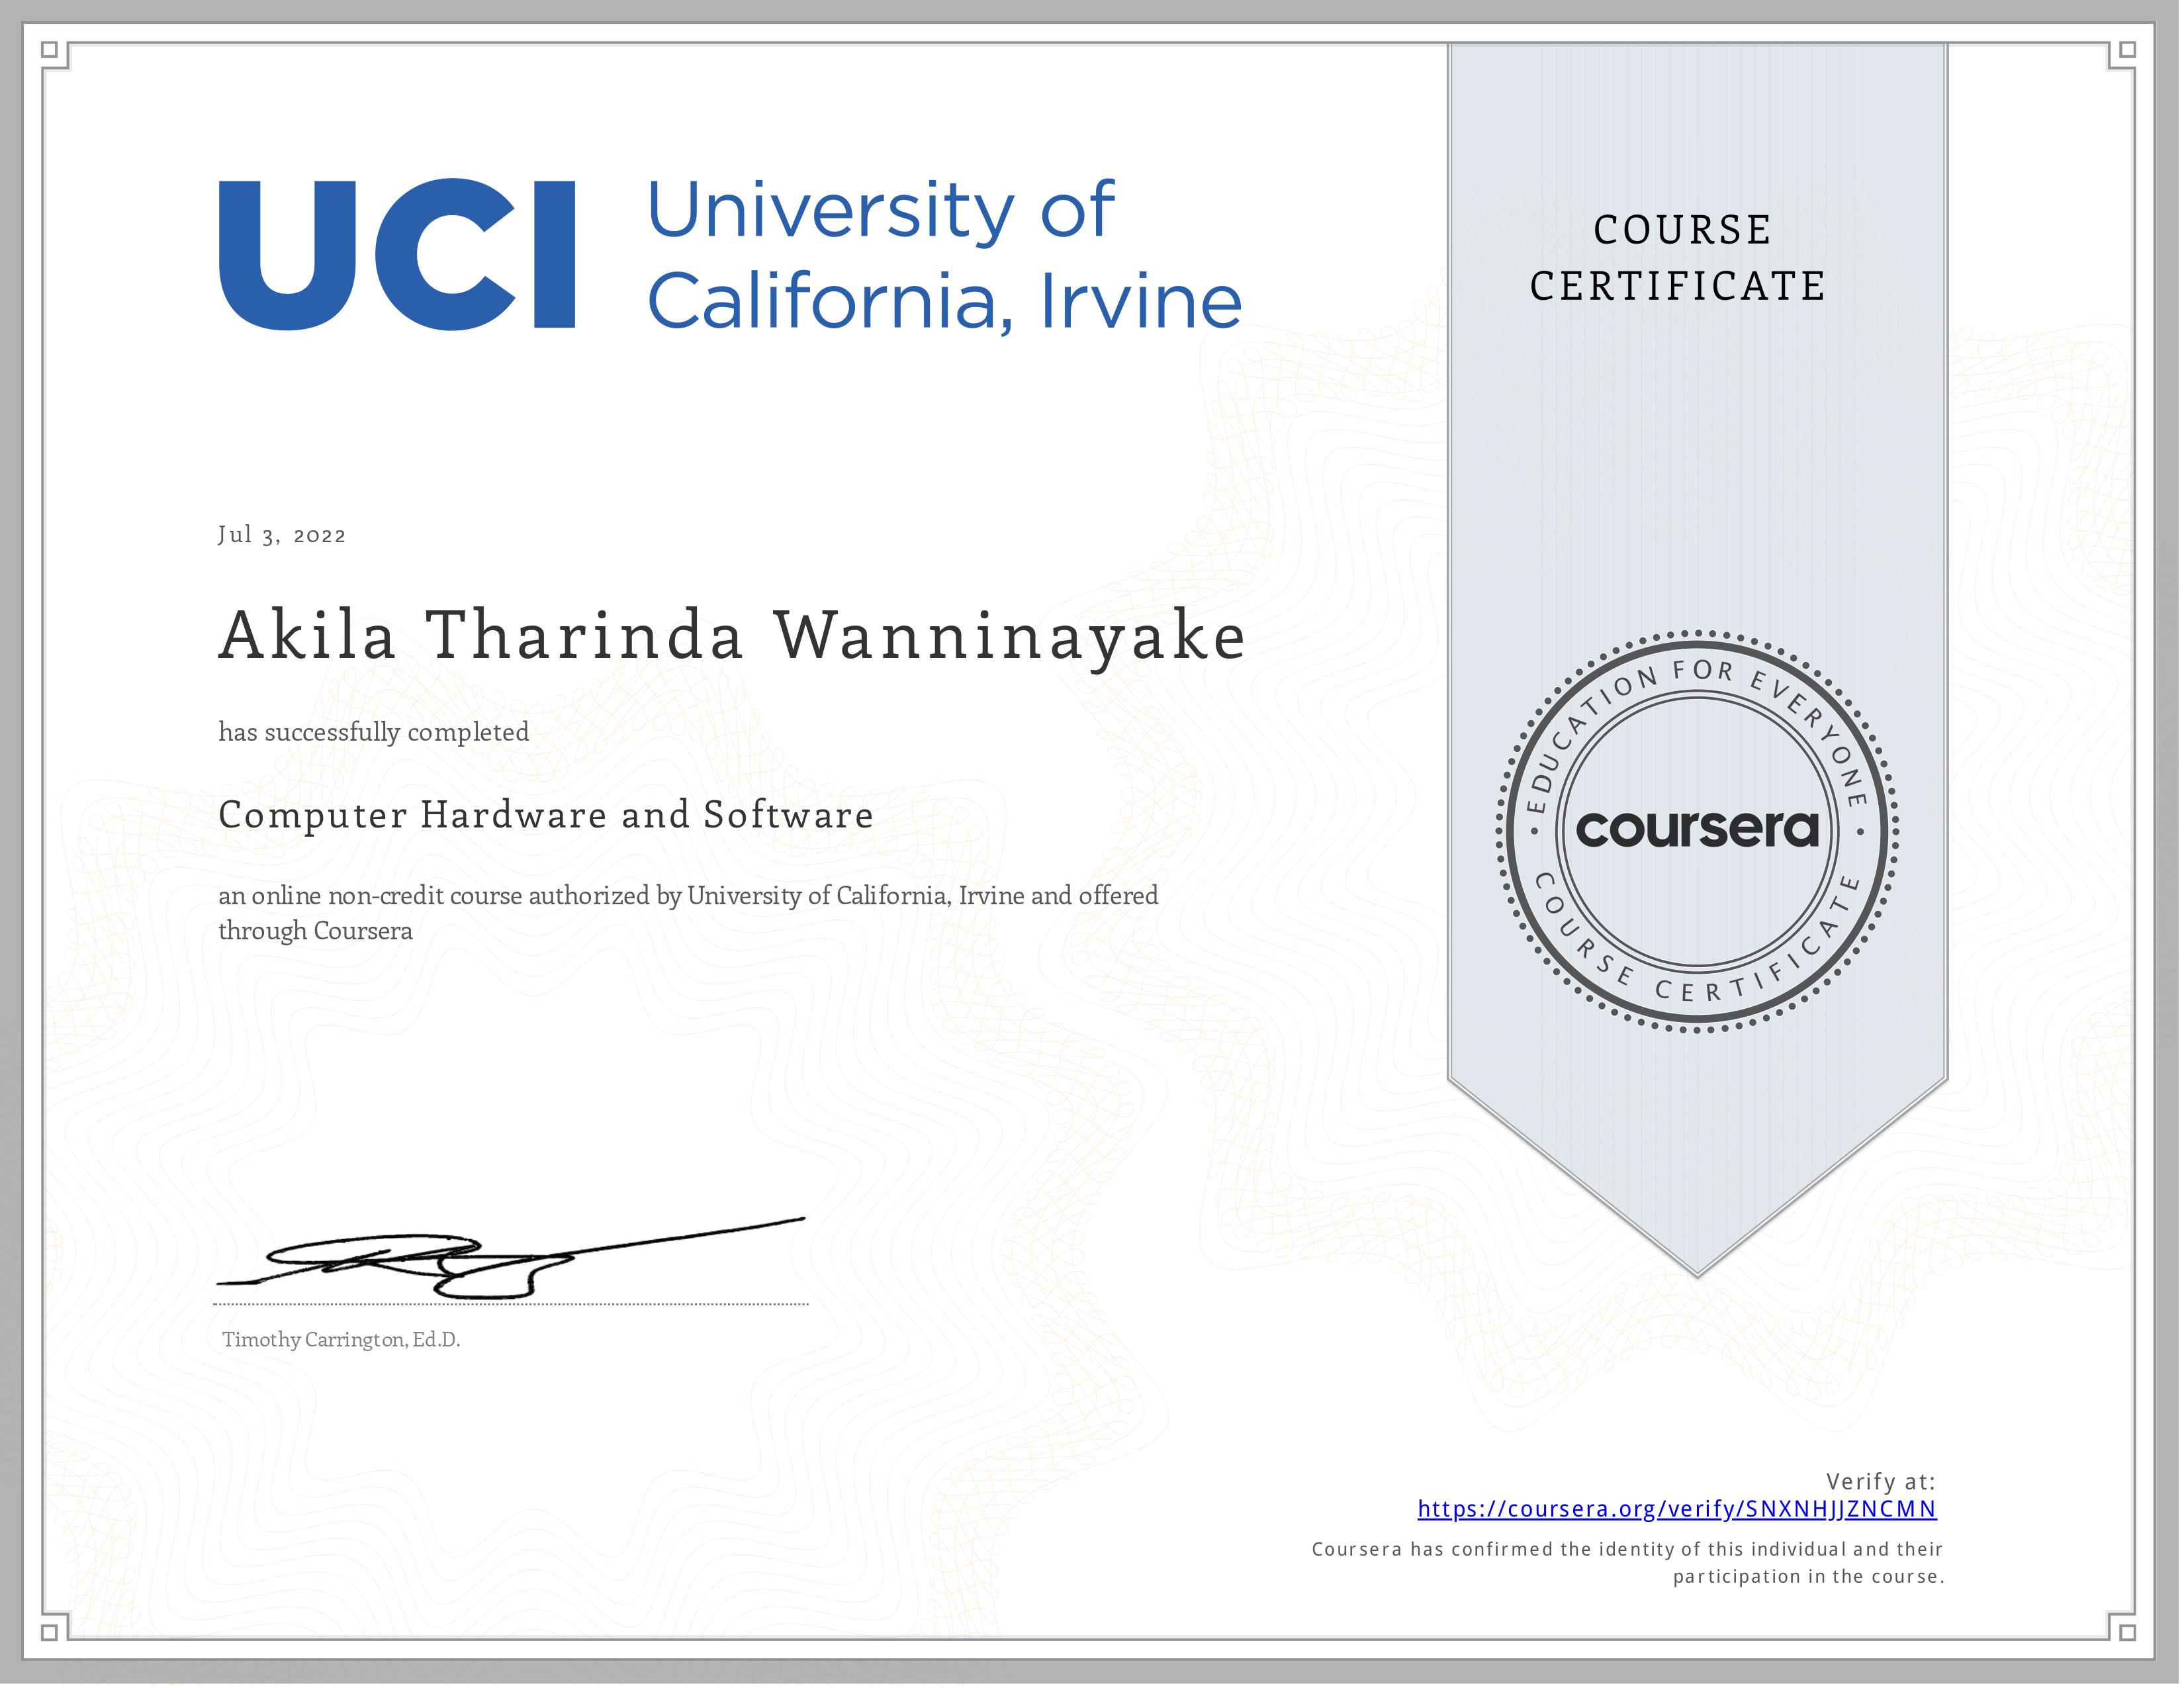 UCI University of
California, Irvine
COURSE
CERTIFICATE
Jul 3, 2022
Akila Tharinda Wanninayake
has successfully completed
Computer Hardware and Software
an online non-credit course authorized by University of California, Irvine and offered
through Coursera
EDUCATION FOR EVERYONE
coursera
COURSE CERTIFICATE
Timothy Carrington, Ed.D.
Verify at:
https://coursera.org/verify/SNXNHJJZNCMN
Coursera has confirmed the identity of this individual and their
participation in the course.